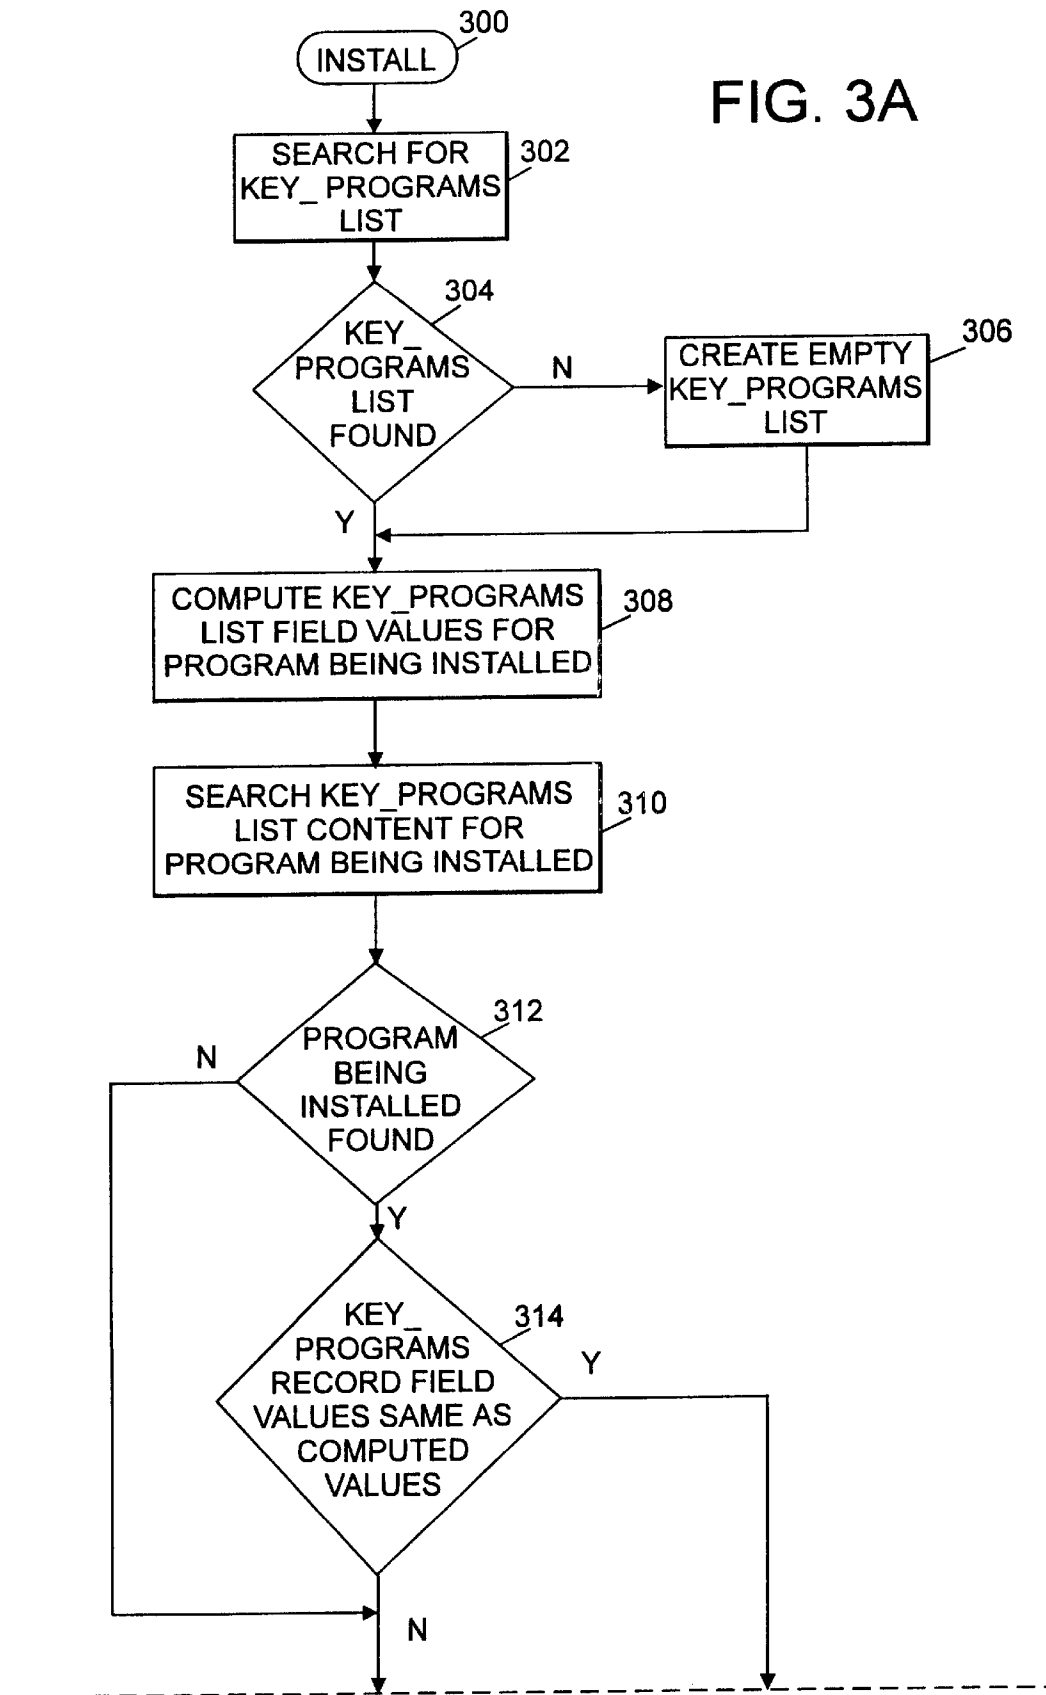 300
INSTALL
FIG. 3A
SEARCH FOR
KEY_ PROGRAMS
LIST
302
304
KEY_
PROGRAMS
LIST
FOUND
N
306
CREATE EMPTY
KEY_PROGRAMS
LIST
Y
COMPUTE KEY_PROGRAMS
LIST FIELD VALUES FOR
PROGRAM BEING INSTALLED
308
SEARCH KEY_PROGRAMS
LIST CONTENT FOR
PROGRAM BEING INSTALLED
310
312
PROGRAM
BEING
INSTALLED
FOUND
N
Y
314
KEY_
PROGRAMS
RECORD FIELD
VALUES SAME AS
COMPUTED
VALUES
Y
N